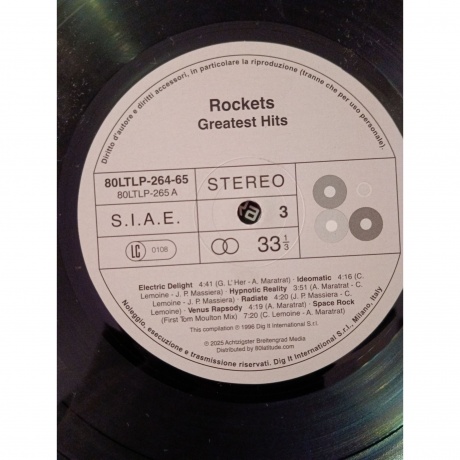 Diritto d'autore e diritti accessori, in particolare la riproduzione (tranne che per uso personale).
Rockets
Greatest Hits
80LTLP-264-65
80LTLP-265 A
STEREO
S.I.A.E.
3
LC 0108
33 1/3
Electric Delight 4:41 (G. L' Her - A. Maratrat) · Ideomatic 4:16 (C.
Lemoine - J. P. Massiera) · Hypnotic Reality 3:51 (A. Maratrat - C.
Lemoine) · Radiate 4:20 (J. P. Massiera - C.
Lemoine) · Venus Rapsody 4:19 (A. Maratrat) · Space Rock
(First Tom Moulton Mix) 7:20 (C. Lemoine - A. Maratrat)
This compilation ℗ 1996 Dig It International S.r.l.
© 2025 Achtzigster Breitengrad Media
Distributed by 80latitude.com
Noleggio, esecuzione e trasmissione riservati. Dig It International S.r.l., Milano, Italy